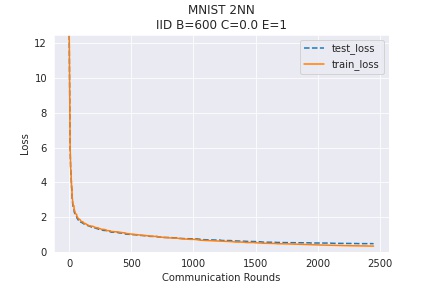 MNIST 2NN
IID B=600 C=0.0 E=1
12
10
8
6
4
2
0
Loss
test_loss
train_loss
0 500 1000 1500 2000 2500
Communication Rounds